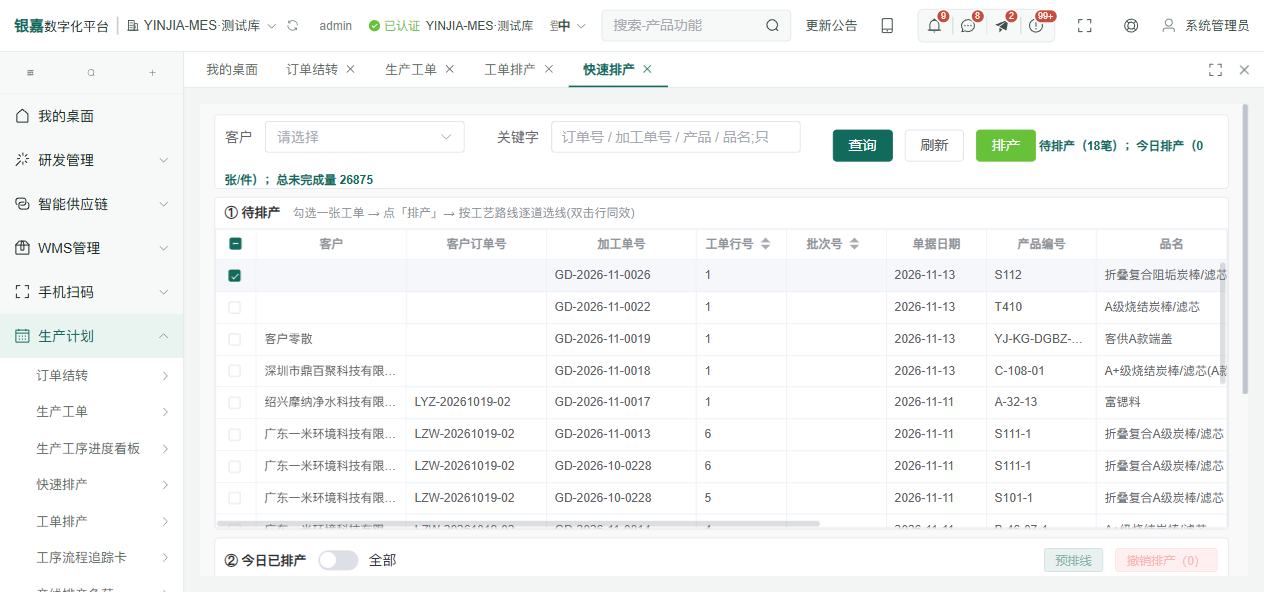 银嘉数字化平台 YINJIA-MES·测试库 admin 已认证 YINJIA-MES·测试库 中 搜索-产品功能 更新公告 9 8 2 99+ 系统管理员
我的桌面 订单结转 生产工单 工单排产 快速排产
我的桌面
研发管理
智能供应链
WMS管理
手机扫码
生产计划
订单结转
生产工单
生产工序进度看板
快速排产
工单排产
工序流程追踪卡
客户 请选择 关键字 订单号 / 加工单号 / 产品 / 品名;只 查询 刷新 排产 待排产（18笔）；今日排产（0
张/件）；总未完成量 26875
① 待排产 勾选一张工单 → 点「排产」→ 按工艺路线逐道选线(双击行同效)
客户 客户订单号 加工单号 工单行号 批次号 单据日期 产品编号 品名
GD-2026-11-0026 1 2026-11-13 S112 折叠复合阻垢炭棒/滤芯
GD-2026-11-0022 1 2026-11-13 T410 A级烧结炭棒/滤芯
客户零散 GD-2026-11-0019 1 2026-11-13 YJ-KG-DGBZ-... 客供A款端盖
深圳市鼎百聚科技有限... GD-2026-11-0018 1 2026-11-13 C-108-01 A+级烧结炭棒/滤芯(A款
绍兴摩纳净水科技有限... LYZ-20261019-02 GD-2026-11-0017 1 2026-11-11 A-32-13 富锶料
广东一米环境科技有限... LZW-20261019-02 GD-2026-11-0013 6 2026-11-11 S111-1 折叠复合A级炭棒/滤芯
广东一米环境科技有限... LZW-20261019-02 GD-2026-10-0228 6 2026-11-11 S111-1 折叠复合A级炭棒/滤芯
广东一米环境科技有限... LZW-20261019-02 GD-2026-10-0228 5 2026-11-11 S101-1 折叠复合A级炭棒/滤芯
② 今日已排产 全部 预排线 撤销排产（0）